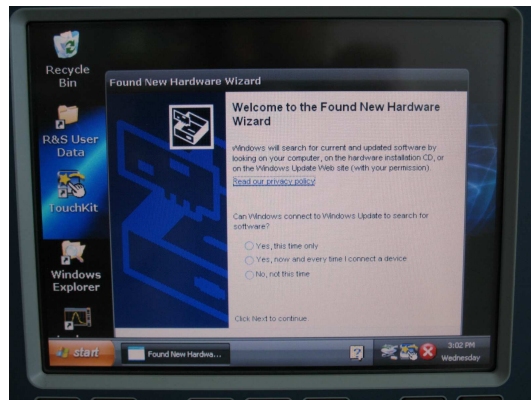 Recycle
Bin
Found New Hardware Wizard
R&S User
Data
TouchKit
Windows
Explorer
Welcome to the Found New Hardware
Wizard
Windows will search for current and updated software by
looking on your computer, on the hardware installation CD, or
on the Windows Update Web site (with your permission).
Read our privacy policy
Can Windows connect to Windows Update to search for
software?
Yes, this time only
Yes, now and every time I connect a device
No, not this time
Click Next to continue.
start
Found New Hardwa...
3:02 PM
Wednesday